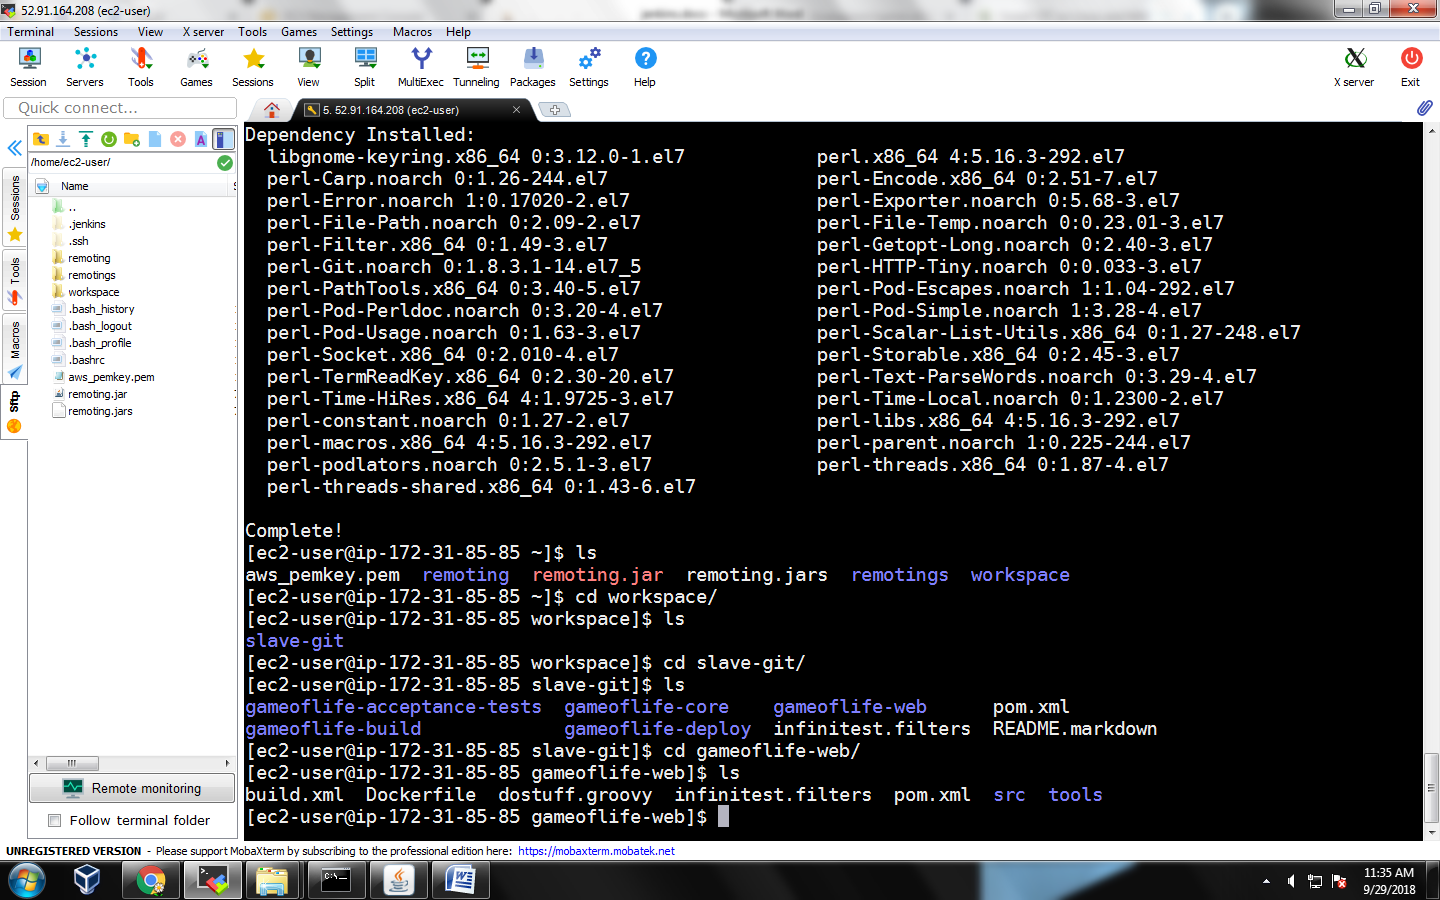 52.91.164.208 (ec2-user)
Terminal Sessions View X server Tools Games Settings Macros Help
Session Servers Tools Games Sessions View Split MultiExec Tunneling Packages Settings Help X server Exit
Quick connect...
5. 52.91.164.208 (ec2-user)
/home/ec2-user/
Name
..
.jenkins
.ssh
remoting
remotings
workspace
.bash_history
.bash_logout
.bash_profile
.bashrc
aws_pemkey.pem
remoting.jar
remoting.jars
Sessions
Tools
Macros
Sftp
Remote monitoring
Follow terminal folder
Dependency Installed:
libgnome-keyring.x86_64 0:3.12.0-1.el7 perl.x86_64 4:5.16.3-292.el7
perl-Carp.noarch 0:1.26-244.el7 perl-Encode.x86_64 0:2.51-7.el7
perl-Error.noarch 1:0.17020-2.el7 perl-Exporter.noarch 0:5.68-3.el7
perl-File-Path.noarch 0:2.09-2.el7 perl-File-Temp.noarch 0:0.23.01-3.el7
perl-Filter.x86_64 0:1.49-3.el7 perl-Getopt-Long.noarch 0:2.40-3.el7
perl-Git.noarch 0:1.8.3.1-14.el7_5 perl-HTTP-Tiny.noarch 0:0.033-3.el7
perl-PathTools.x86_64 0:3.40-5.el7 perl-Pod-Escapes.noarch 1:1.04-292.el7
perl-Pod-Perldoc.noarch 0:3.20-4.el7 perl-Pod-Simple.noarch 1:3.28-4.el7
perl-Pod-Usage.noarch 0:1.63-3.el7 perl-Scalar-List-Utils.x86_64 0:1.27-248.el7
perl-Socket.x86_64 0:2.010-4.el7 perl-Storable.x86_64 0:2.45-3.el7
perl-TermReadKey.x86_64 0:2.30-20.el7 perl-Text-ParseWords.noarch 0:3.29-4.el7
perl-Time-HiRes.x86_64 4:1.9725-3.el7 perl-Time-Local.noarch 0:1.2300-2.el7
perl-constant.noarch 0:1.27-2.el7 perl-libs.x86_64 4:5.16.3-292.el7
perl-macros.x86_64 4:5.16.3-292.el7 perl-parent.noarch 1:0.225-244.el7
perl-podlators.noarch 0:2.5.1-3.el7 perl-threads.x86_64 0:1.87-4.el7
perl-threads-shared.x86_64 0:1.43-6.el7
Complete!
[ec2-user@ip-172-31-85-85 ~]$ ls
aws_pemkey.pem remoting remoting.jar remoting.jars remotings workspace
[ec2-user@ip-172-31-85-85 ~]$ cd workspace/
[ec2-user@ip-172-31-85-85 workspace]$ ls
slave-git
[ec2-user@ip-172-31-85-85 workspace]$ cd slave-git/
[ec2-user@ip-172-31-85-85 slave-git]$ ls
gameoflife-acceptance-tests gameoflife-core gameoflife-web pom.xml
gameoflife-build gameoflife-deploy infinitest.filters README.markdown
[ec2-user@ip-172-31-85-85 slave-git]$ cd gameoflife-web/
[ec2-user@ip-172-31-85-85 gameoflife-web]$ ls
build.xml Dockerfile dostuff.groovy infinitest.filters pom.xml src tools
[ec2-user@ip-172-31-85-85 gameoflife-web]$
UNREGISTERED VERSION - Please support MobaXterm by subscribing to the professional edition here: https://mobaxterm.mobatek.net
11:35 AM
9/29/2018